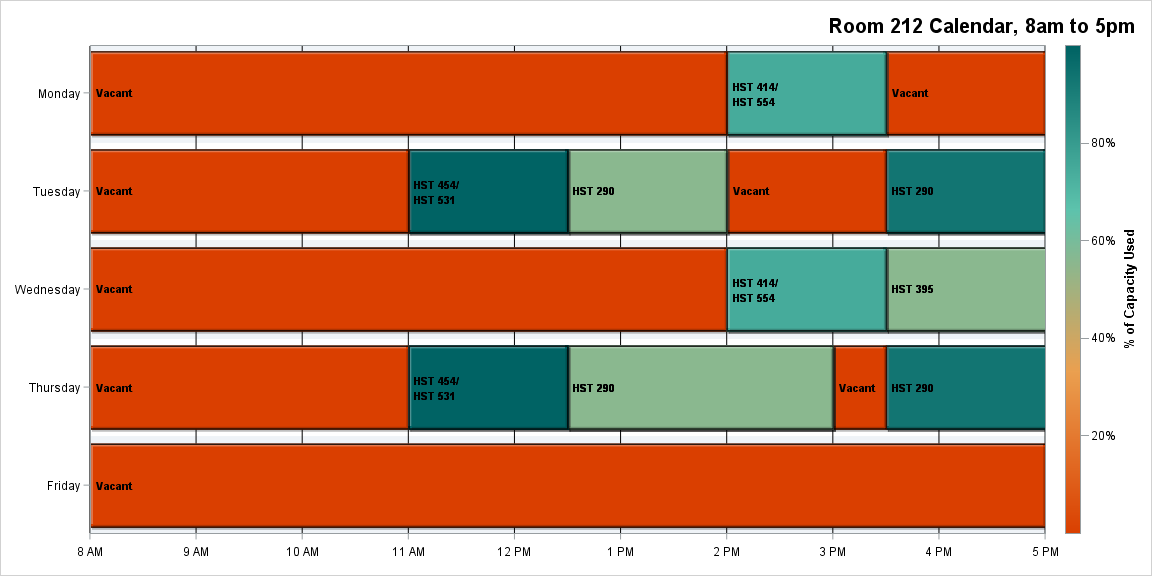 Room 212 Calendar, 8am to 5pm
Monday
Vacant
HST 414/
HST 554
Vacant
Tuesday
Vacant
HST 454/
HST 531
HST 290
Vacant
HST 290
Wednesday
Vacant
HST 414/
HST 554
HST 395
Thursday
Vacant
HST 454/
HST 531
HST 290
Vacant
HST 290
Friday
Vacant
8 AM
9 AM
10 AM
11 AM
12 PM
1 PM
2 PM
3 PM
4 PM
5 PM
80%
60%
40%
20%
% of Capacity Used